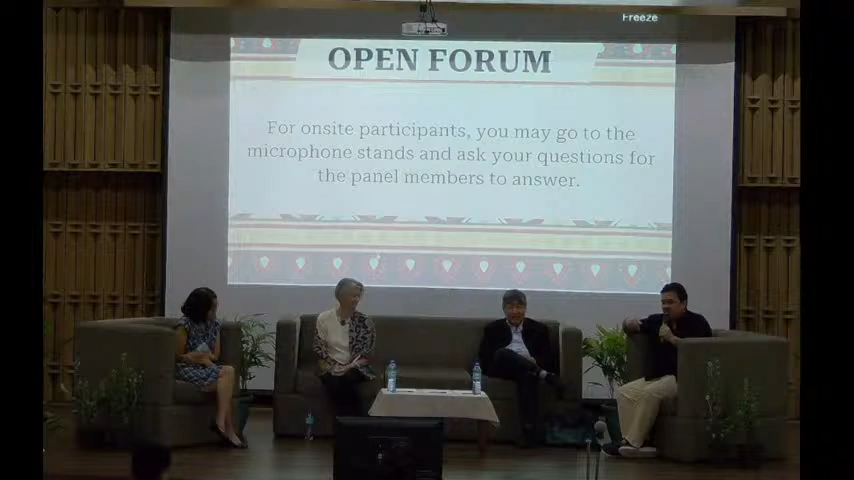 Freeze
OPEN FORUM
For onsite participants, you may go to the
microphone stands and ask your questions for
the panel members to answer.